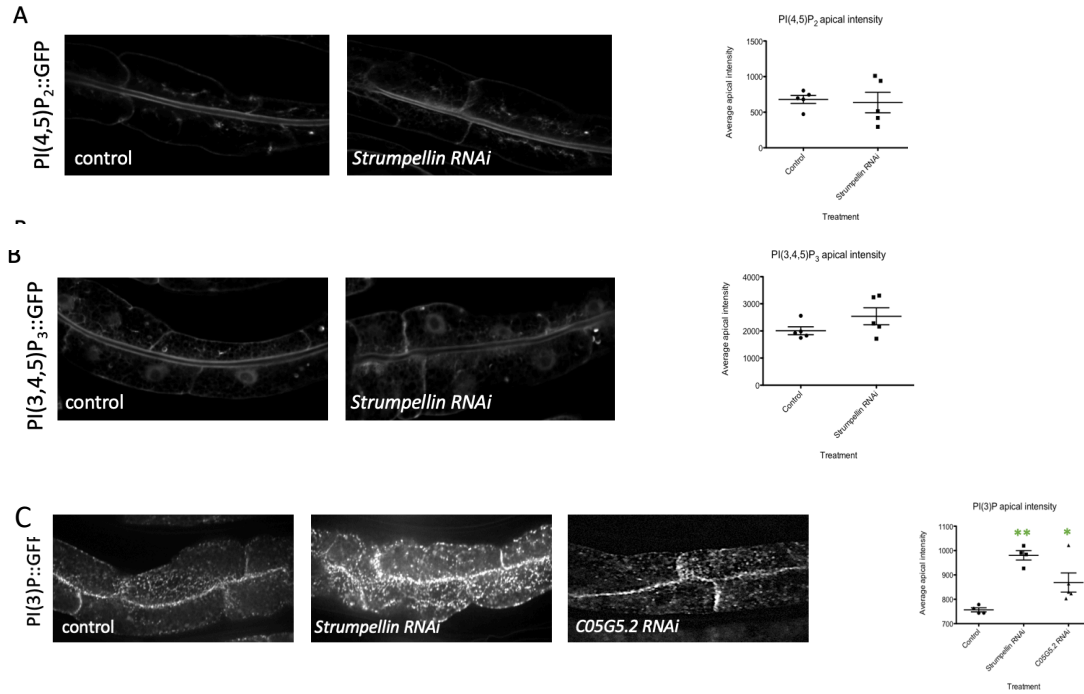 A
PI(4,5)P2::GFP
control
Strumpellin RNAi
PI(4,5)P2 apical intensity
Average apical intensity
1500
1000
500
0
Control
Strumpellin RNAi
Treatment
B
PI(3,4,5)P3::GFP
control
Strumpellin RNAi
PI(3,4,5)P3 apical intensity
Average apical intensity
4000
3000
2000
1000
0
Control
Strumpellin RNAi
Treatment
C
PI(3)P::GFP
control
Strumpellin RNAi
C05G5.2 RNAi
PI(3)P apical intensity
Average apical intensity
1100
1000
900
800
700
**
*
Control
Strumpellin RNAi
C05G5.2 RNAi
Treatment